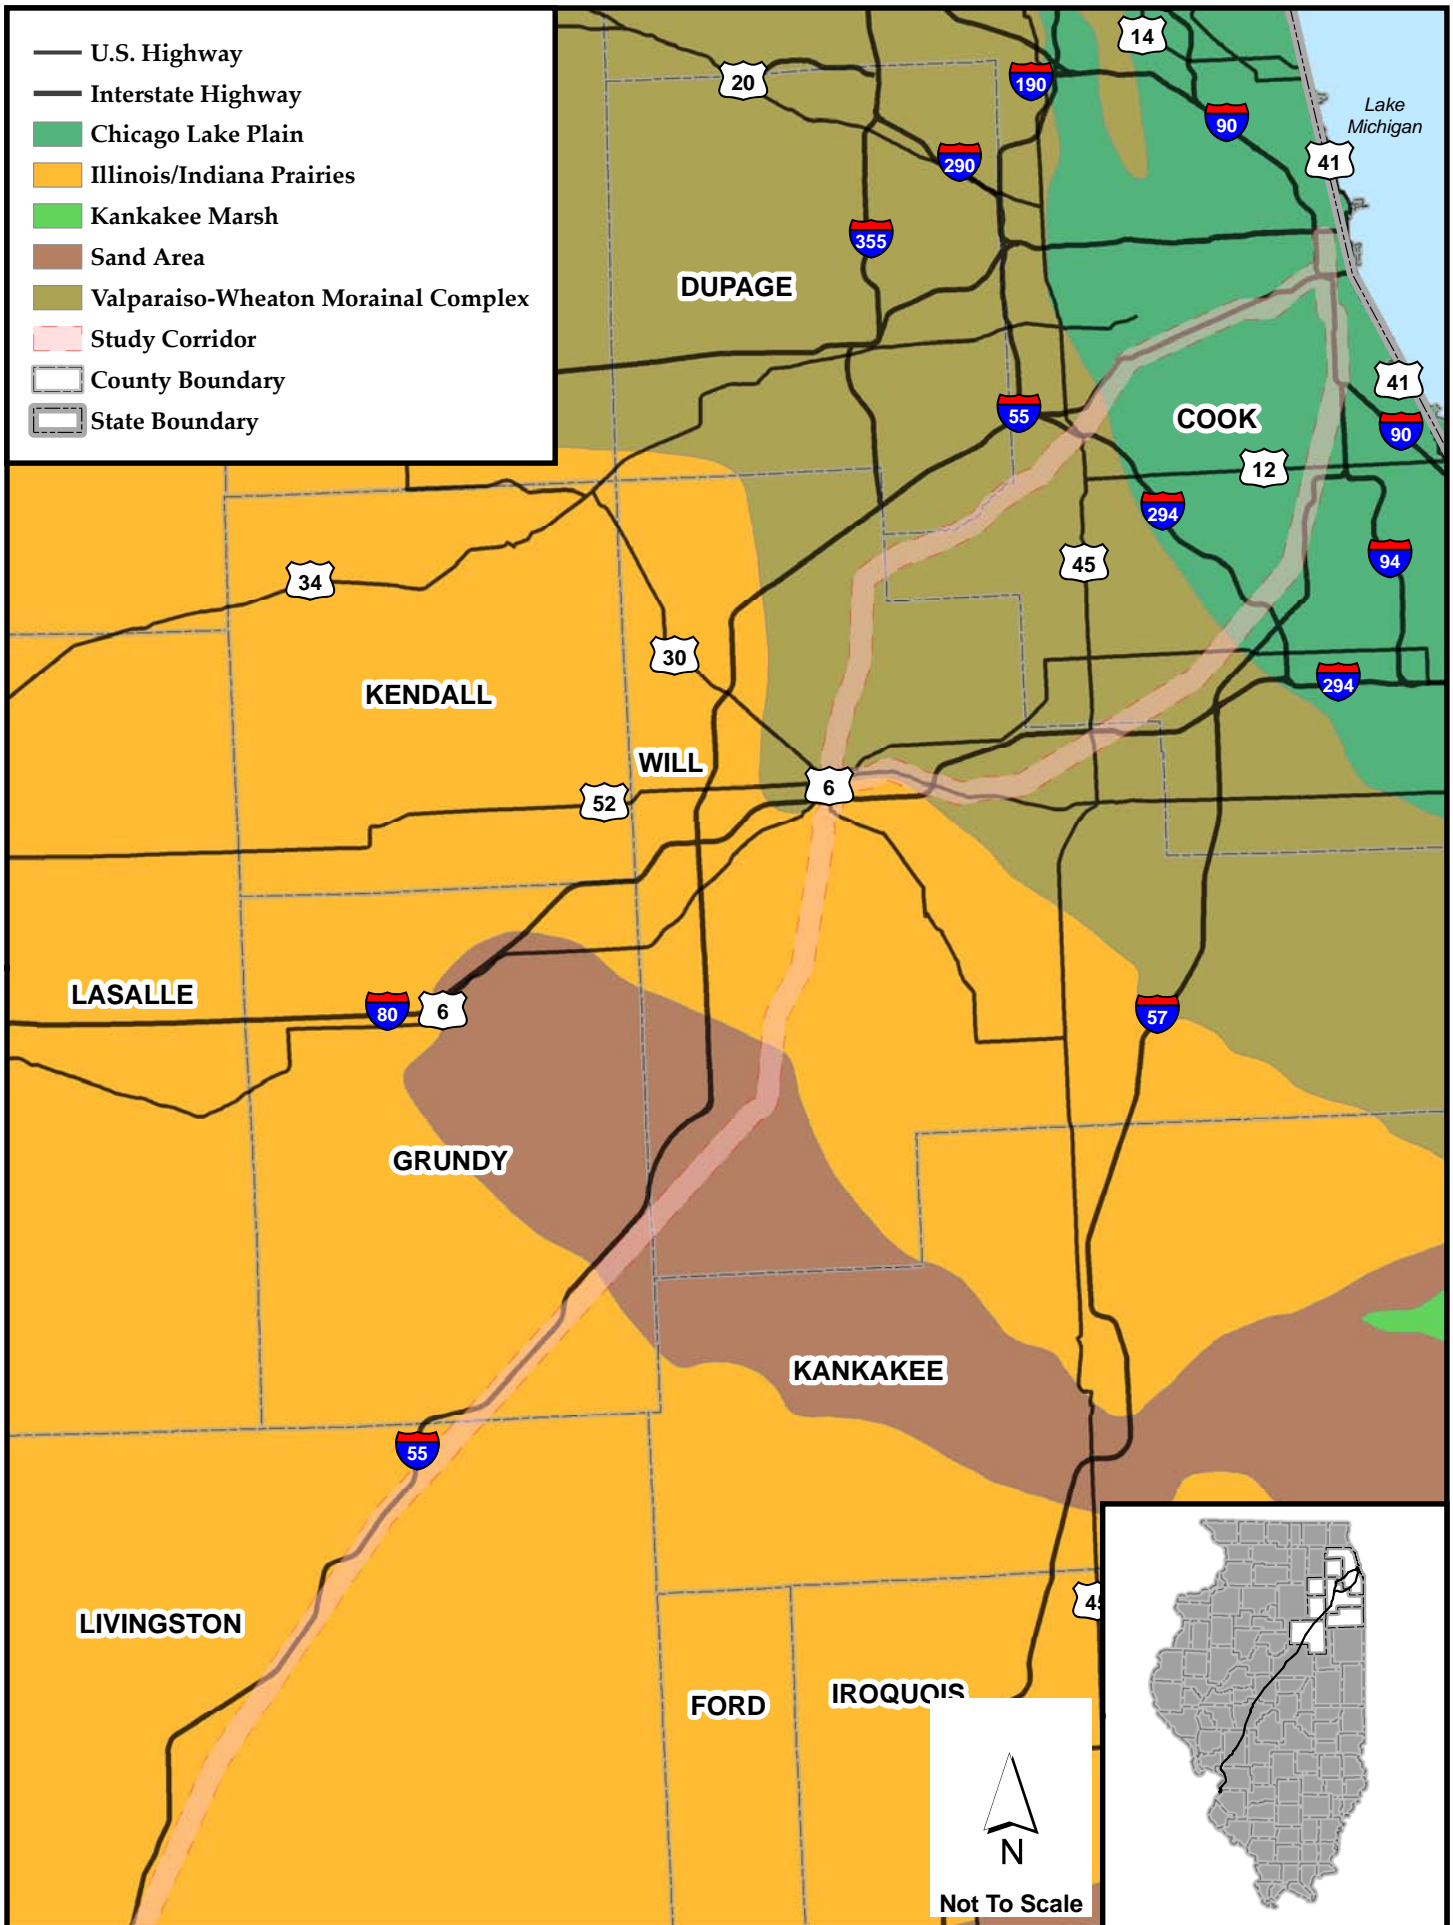 U.S. Highway
Interstate Highway
Chicago Lake Plain
Illinois/Indiana Prairies
Kankakee Marsh
Sand Area
Valparaiso-Wheaton Morainal Complex
Study Corridor
County Boundary
State Boundary
14
20
190
90
Lake
Michigan
41
290
355
DUPAGE
41
55
COOK
90
12
294
45
94
34
30
294
KENDALL
WILL
52
6
LASALLE
80
6
57
GRUNDY
KANKAKEE
55
LIVINGSTON
45
FORD
IROQUOIS
N
Not To Scale